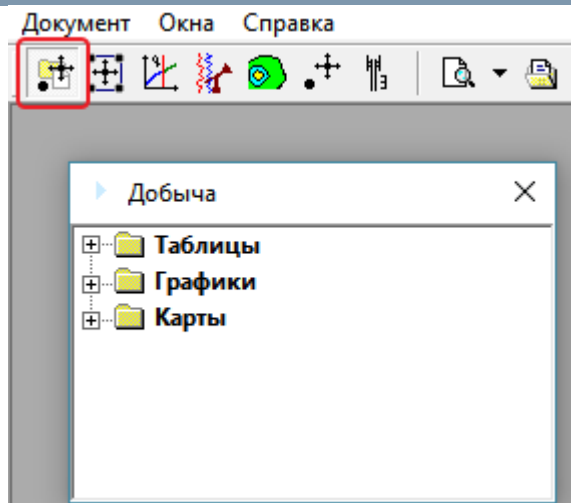 Документ Окна Справка
Добыча
Таблицы
Графики
Карты